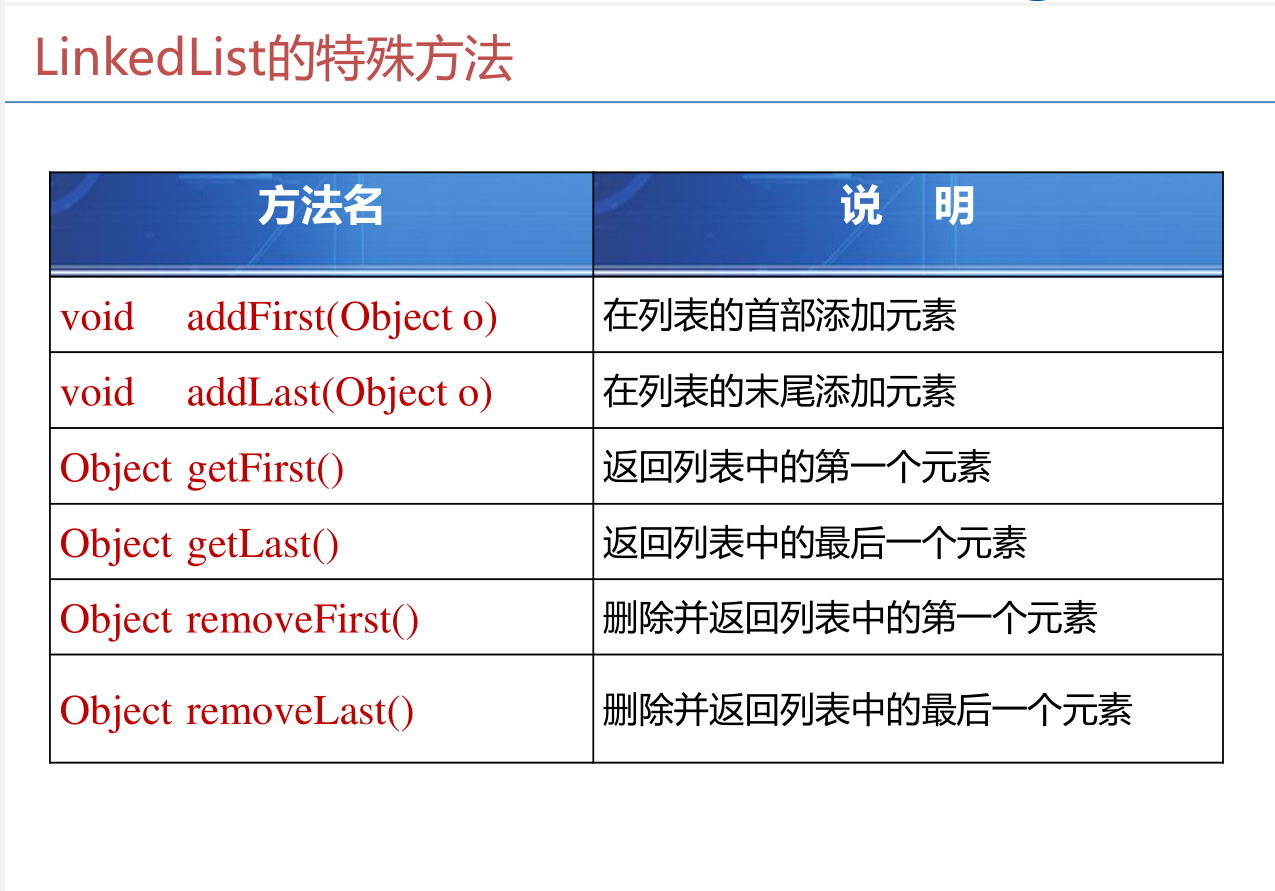 LinkedList的特殊方法
方法名 说 明
void addFirst(Object o) 在列表的首部添加元素
void addLast(Object o) 在列表的末尾添加元素
Object getFirst() 返回列表中的第一个元素
Object getLast() 返回列表中的最后一个元素
Object removeFirst() 删除并返回列表中的第一个元素
Object removeLast() 删除并返回列表中的最后一个元素